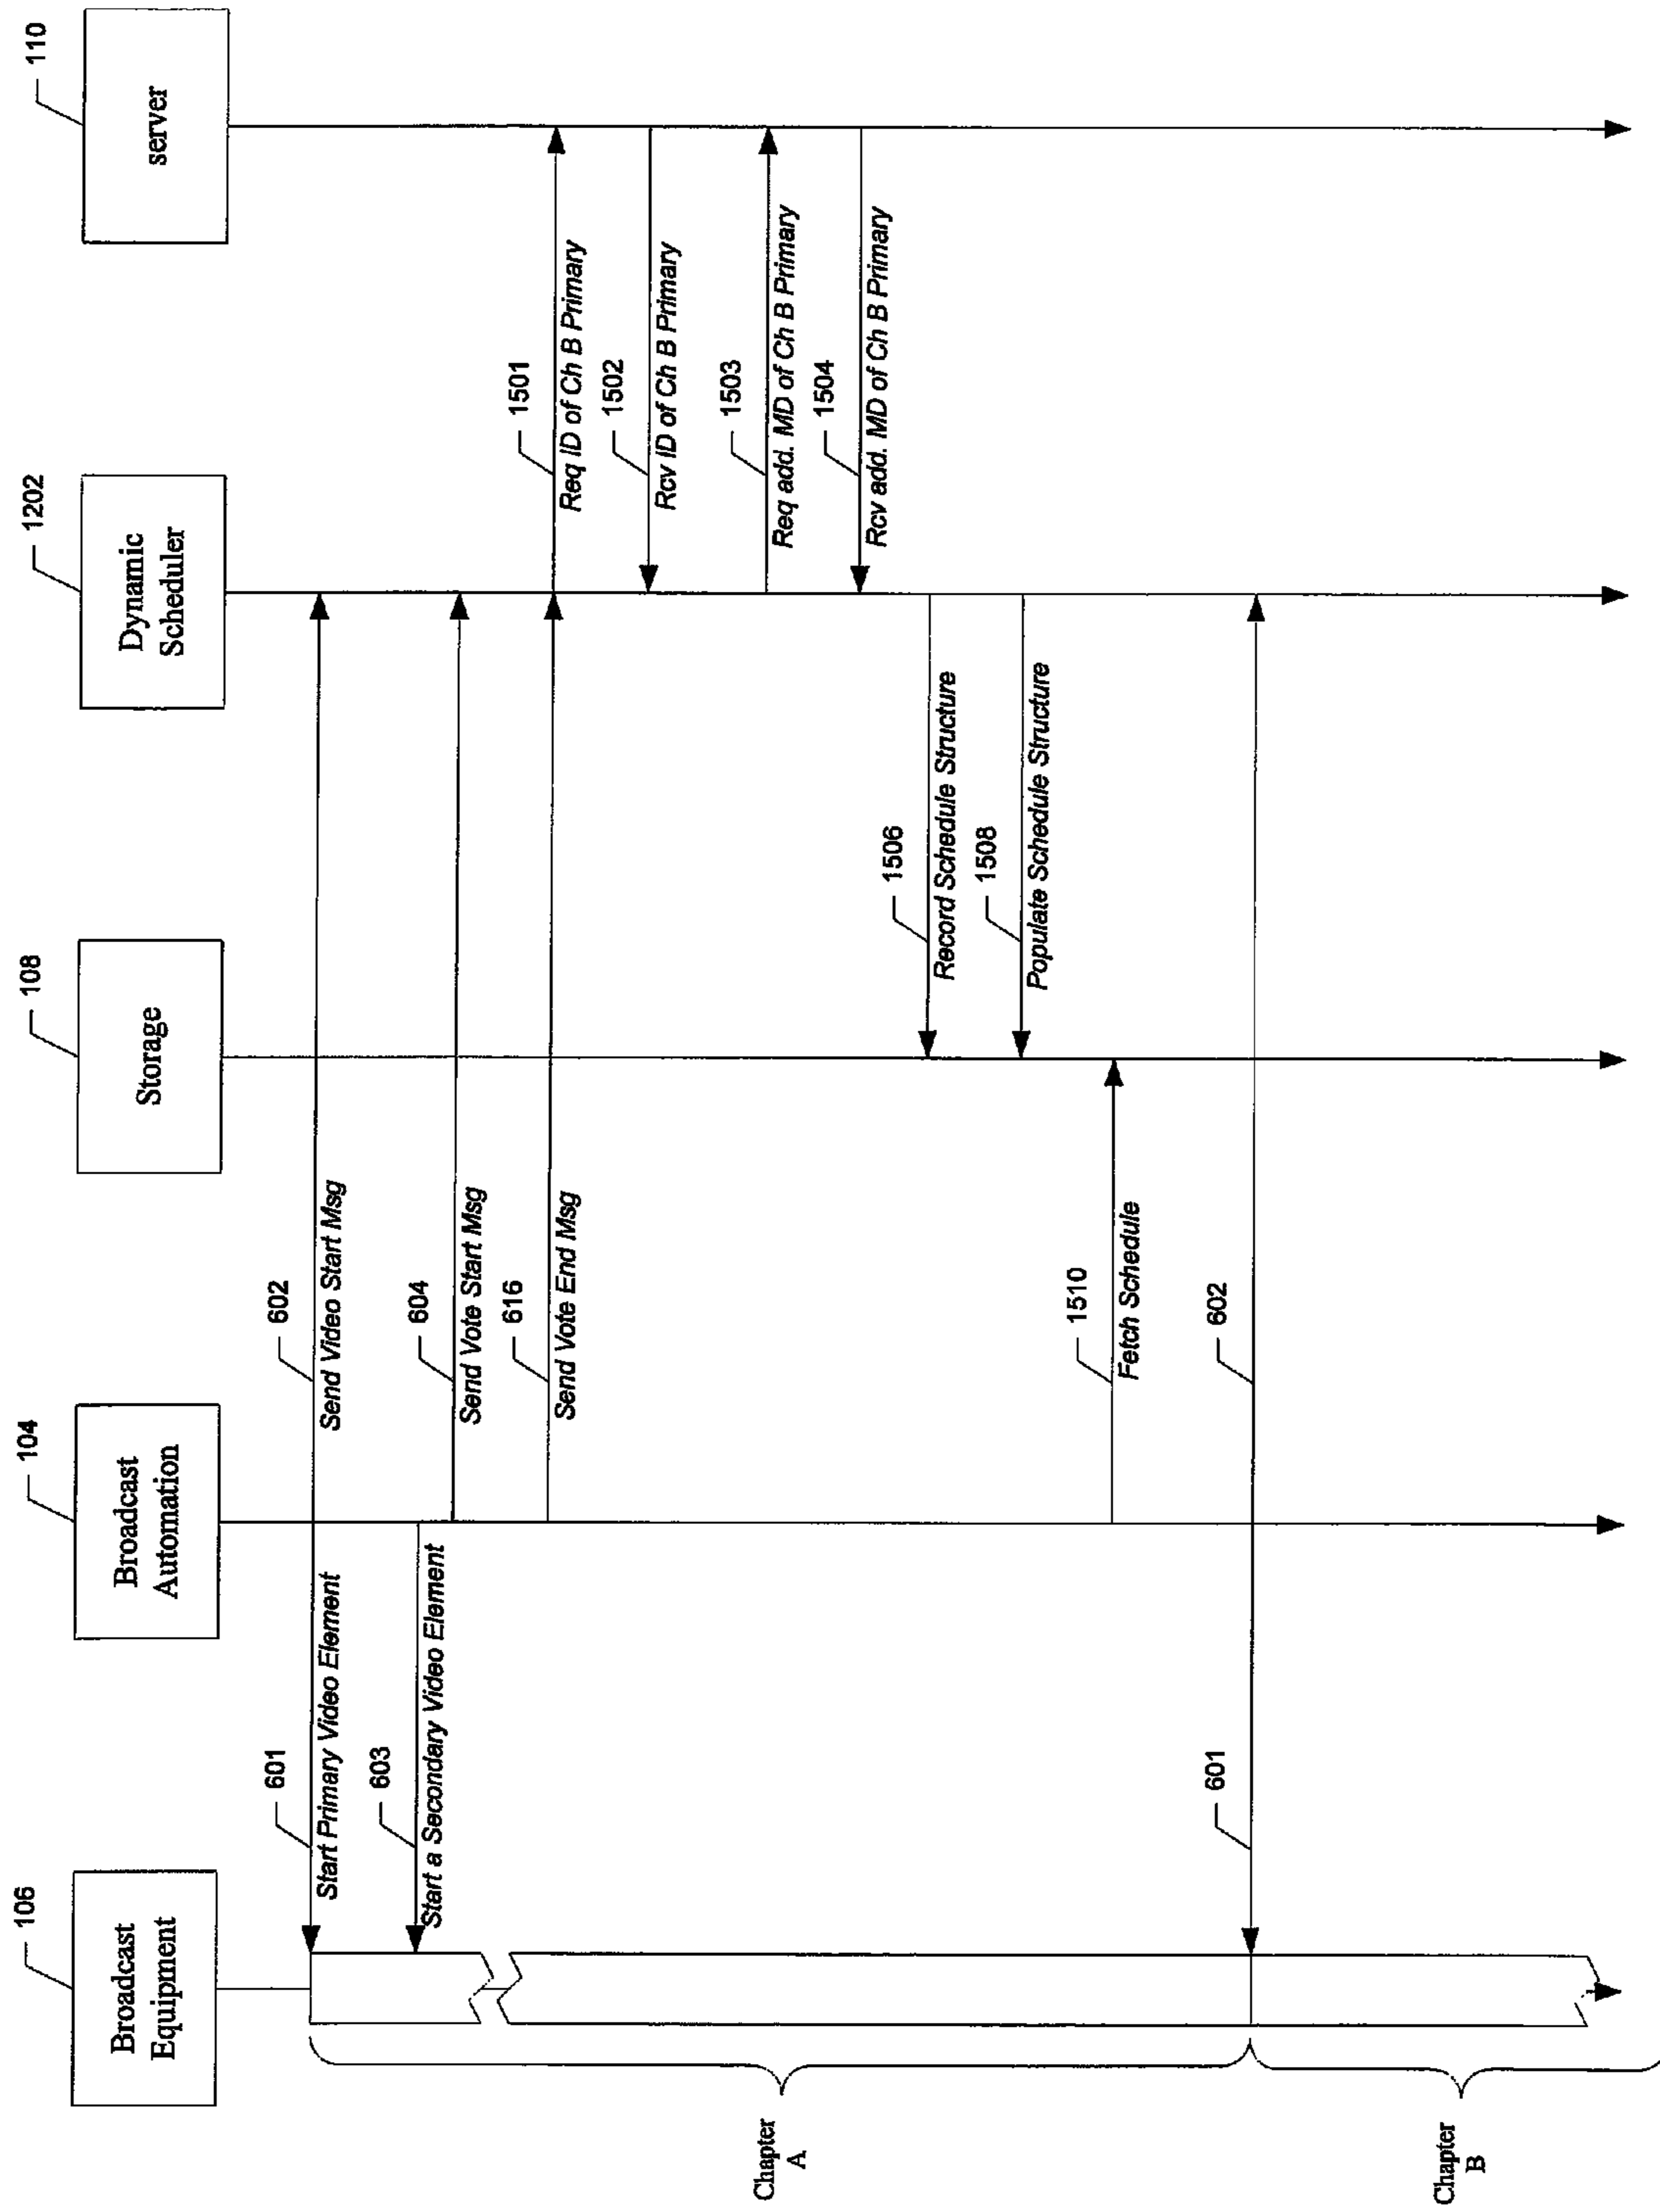 106
Broadcast
Equipment
104
Broadcast
Automation
108
Storage
1202
Dynamic
Scheduler
110
server
601
Start Primary Video Element
602
Send Video Start Msg
603
Start a Secondary Video Element
604
Send Vote Start Msg
616
Send Vote End Msg
1501
Req ID of Ch B Primary
1502
Rcv ID of Ch B Primary
1503
Req add. MD of Ch B Primary
1504
Rcv add. MD of Ch B Primary
1506
Record Schedule Structure
1508
Populate Schedule Structure
1510
Fetch Schedule
601
602
Chapter
A
Chapter
B